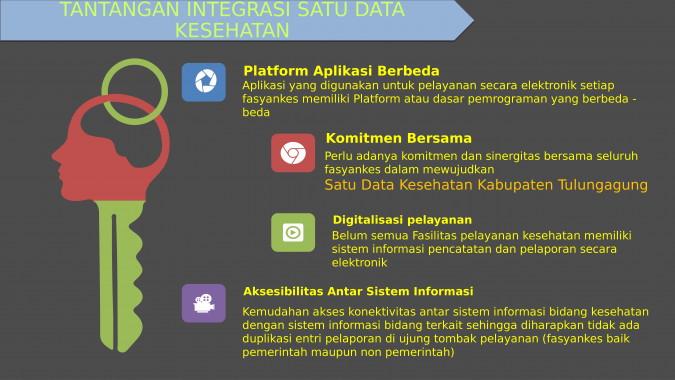 TANTANGAN INTEGRASI SATU DATA
KESEHATAN
Platform Aplikasi Berbeda
Aplikasi yang digunakan untuk pelayanan secara elektronik setiap
fasyankes memiliki Platform atau dasar pemrograman yang berbeda -
beda
Komitmen Bersama
Perlu adanya komitmen dan sinergitas bersama seluruh
fasyankes dalam mewujudkan
Satu Data Kesehatan Kabupaten Tulungagung
Digitalisasi pelayanan
Belum semua Fasilitas pelayanan kesehatan memiliki
sistem informasi pencatatan dan pelaporan secara
elektronik
Aksesibilitas Antar Sistem Informasi
Kemudahan akses konektivitas antar sistem informasi bidang kesehatan
dengan sistem informasi bidang terkait sehingga diharapkan tidak ada
duplikasi entri pelaporan di ujung tombak pelayanan (fasyankes baik
pemerintah maupun non pemerintah)